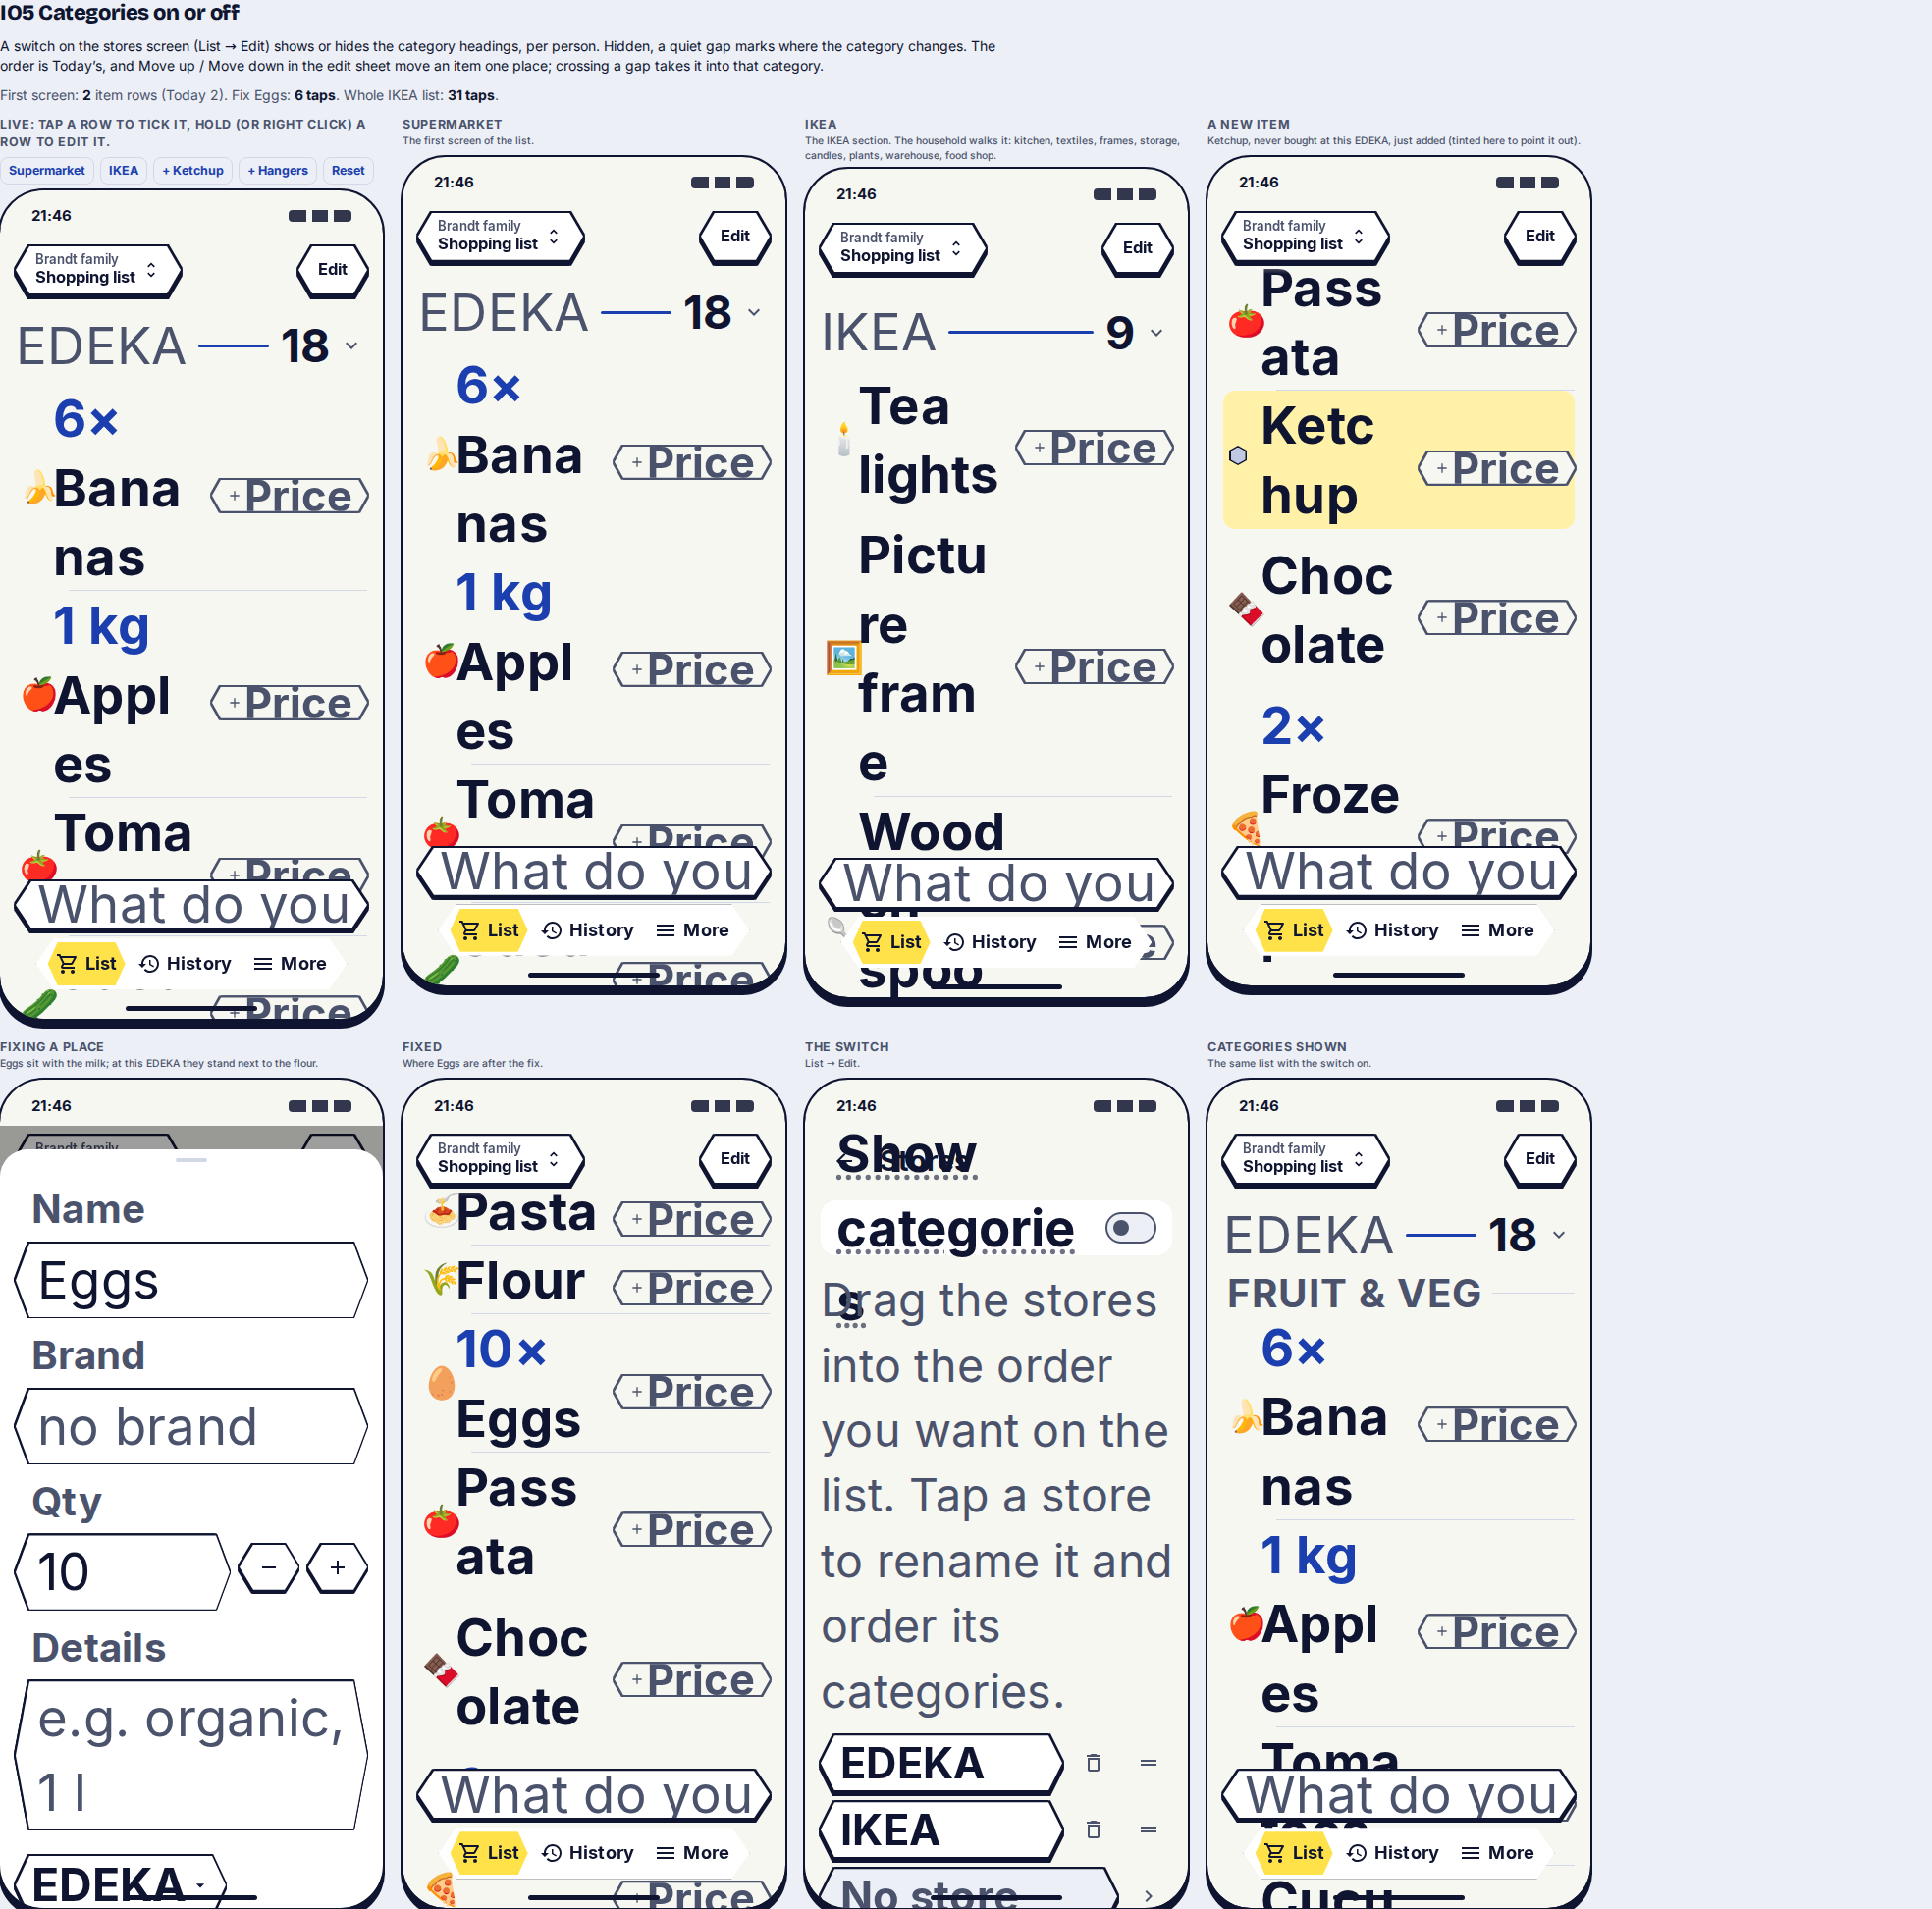 IO5 Categories on or off
A switch on the stores screen (List → Edit) shows or hides the category headings, per person. Hidden, a quiet gap marks where the category changes. The
order is Today's, and Move up / Move down in the edit sheet move an item one place; crossing a gap takes it into that category.
First screen: 2 item rows (Today 2). Fix Eggs: 6 taps. Whole IKEA list: 31 taps.
LIVE: TAP A ROW TO TICK IT, HOLD (OR RIGHT CLICK) A
ROW TO EDIT IT.
Supermarket
IKEA
+ Ketchup
+ Hangers
Reset
21:46
Brandt family
Shopping list
Edit
EDEKA
18
6×
Bana
nas
+ Price
1 kg
Appl
es
+ Price
Toma
+ Price
What do you
List
History
More
+ Price
SUPERMARKET
The first screen of the list.
21:46
Brandt family
Shopping list
Edit
EDEKA
18
6×
Bana
nas
+ Price
1 kg
Appl
es
+ Price
Toma
+ Price
What do you
List
History
More
+ Price
IKEA
The IKEA section. The household walks it: kitchen, textiles, frames, storage,
candles, plants, warehouse, food shop.
21:46
Brandt family
Shopping list
Edit
IKEA
9
Tea
lights
+ Price
Pictu
re
fram
e
+ Price
Wood
What do you
List
History
More
spoo
A NEW ITEM
Ketchup, never bought at this EDEKA, just added (tinted here to point it out).
21:46
Brandt family
Shopping list
Edit
Pass
ata
+ Price
Ketc
hup
+ Price
Choc
olate
+ Price
2×
Froze
+ Price
What do you
List
History
More
FIXING A PLACE
Eggs sit with the milk; at this EDEKA they stand next to the flour.
21:46
Brandt family
Name
Eggs
Brand
no brand
Qty
10
−
+
Details
e.g. organic,
1 l
EDEKA
FIXED
Where Eggs are after the fix.
21:46
Brandt family
Shopping list
Edit
Pasta
+ Price
Flour
+ Price
10×
Eggs
+ Price
Pass
ata
+ Price
Choc
olate
+ Price
What do you
List
History
More
+ Price
THE SWITCH
List → Edit.
21:46
← Stores
Show
categorie
s
Drag the stores
into the order
you want on the
list. Tap a store
to rename it and
order its
categories.
EDEKA
IKEA
No store
CATEGORIES SHOWN
The same list with the switch on.
21:46
Brandt family
Shopping list
Edit
EDEKA
18
FRUIT & VEG
6×
Bana
nas
+ Price
1 kg
Appl
es
+ Price
Toma
What do you
List
History
More
Cucu